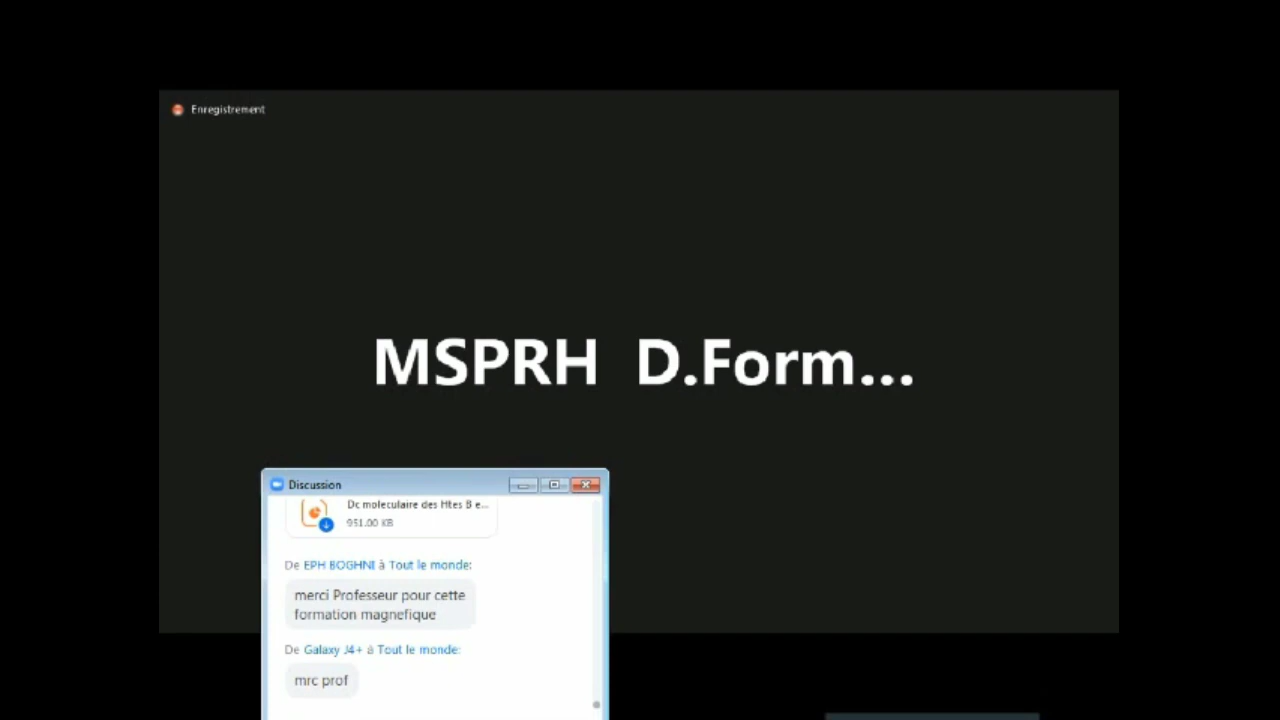 Enregistrement
MSPRH D.Form...
Discussion
Dc moleculaire des Htes B e...
951.00 KB
De EPH BOGHNI à Tout le monde:
merci Professeur pour cette
formation magnefique
De Galaxy J4+ à Tout le monde:
mrc prof